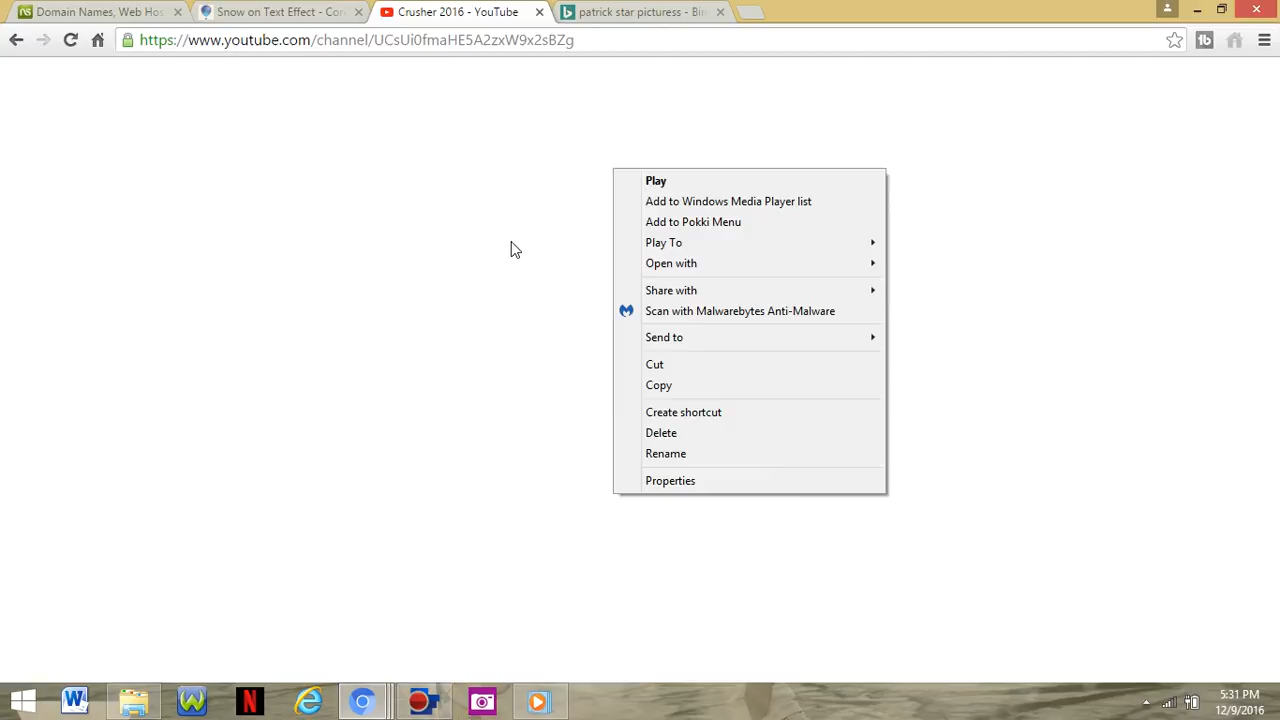 Domain Names, Web Hos
Snow on Text Effect - Cor
Crusher 2016 - YouTube
patrick star picturess - Bin
https://www.youtube.com/channel/UCsUi0fmaHE5A2zxW9x2sBZg
Play
Add to Windows Media Player list
Add to Pokki Menu
Play To
Open with
Share with
Scan with Malwarebytes Anti-Malware
Send to
Cut
Copy
Create shortcut
Delete
Rename
Properties
5:31 PM
12/9/2016